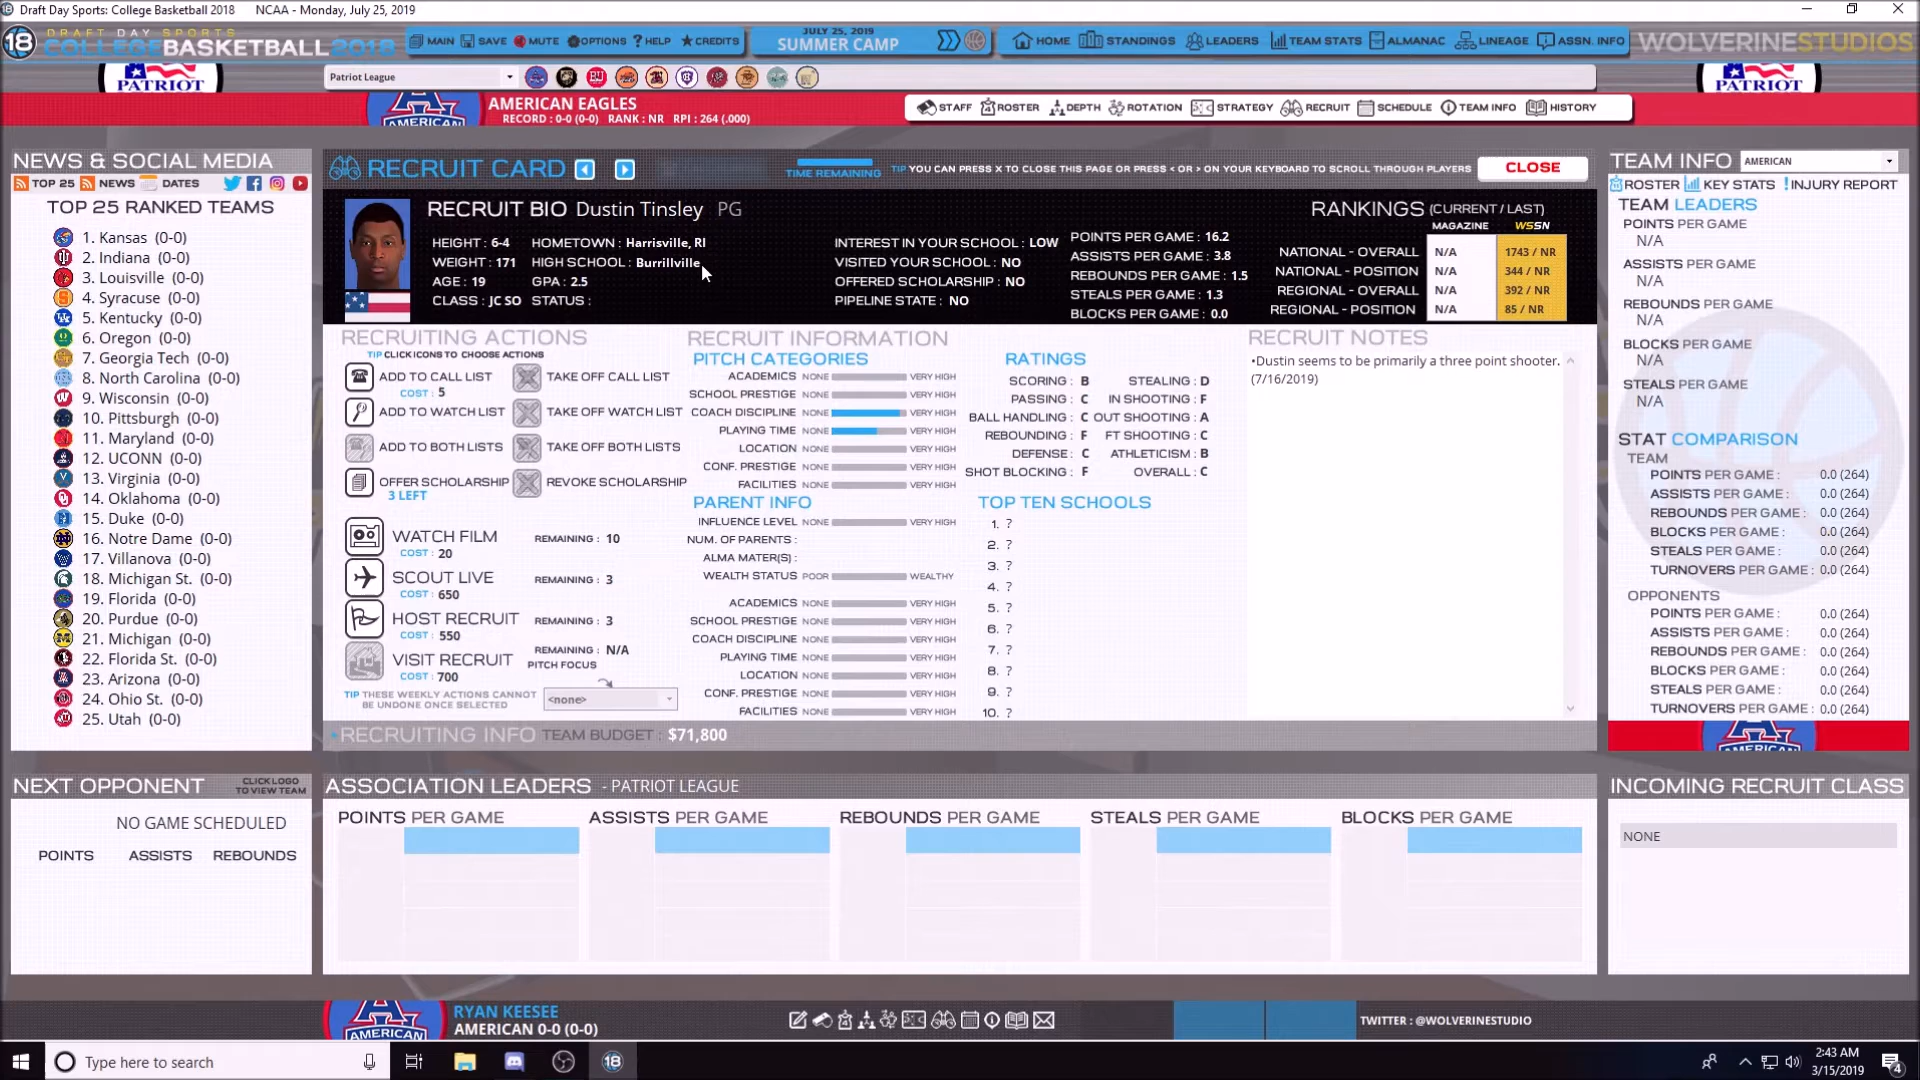 Draft Day Sports: College Basketball 2018 NCAA - Monday, July 25, 2019
18 DRAFT DAY SPORTS
COLLEGE BASKETBALL 2018
MAIN SAVE MUTE OPTIONS ? HELP CREDITS
JULY 25, 2019
SUMMER CAMP
HOME STANDINGS LEADERS TEAM STATS ALMANAC LINEAGE ASSN. INFO
WOLVERINESTUDIOS
PATRIOT
Patriot League
PATRIOT
AMERICAN
AMERICAN EAGLES
RECORD : 0-0 (0-0) RANK : NR RPI : 264 (.000)
STAFF ROSTER DEPTH ROTATION STRATEGY RECRUIT SCHEDULE TEAM INFO HISTORY
NEWS & SOCIAL MEDIA
TOP 25 NEWS DATES
TOP 25 RANKED TEAMS
1. Kansas (0-0)
2. Indiana (0-0)
3. Louisville (0-0)
4. Syracuse (0-0)
5. Kentucky (0-0)
6. Oregon (0-0)
7. Georgia Tech (0-0)
8. North Carolina (0-0)
9. Wisconsin (0-0)
10. Pittsburgh (0-0)
11. Maryland (0-0)
12. UCONN (0-0)
13. Virginia (0-0)
14. Oklahoma (0-0)
15. Duke (0-0)
16. Notre Dame (0-0)
17. Villanova (0-0)
18. Michigan St. (0-0)
19. Florida (0-0)
20. Purdue (0-0)
21. Michigan (0-0)
22. Florida St. (0-0)
23. Arizona (0-0)
24. Ohio St. (0-0)
25. Utah (0-0)
RECRUIT CARD
TIME REMAINING
TIP YOU CAN PRESS X TO CLOSE THIS PAGE OR PRESS < OR > ON YOUR KEYBOARD TO SCROLL THROUGH PLAYERS
CLOSE
RECRUIT BIO Dustin Tinsley PG
HEIGHT : 6-4 HOMETOWN : Harrisville, RI
WEIGHT : 171 HIGH SCHOOL : Burrillville
AGE : 19 GPA : 2.5
CLASS : JC SO STATUS :
INTEREST IN YOUR SCHOOL : LOW
VISITED YOUR SCHOOL : NO
OFFERED SCHOLARSHIP : NO
PIPELINE STATE : NO
POINTS PER GAME : 16.2
ASSISTS PER GAME : 3.8
REBOUNDS PER GAME : 1.5
STEALS PER GAME : 1.3
BLOCKS PER GAME : 0.0
RANKINGS (CURRENT / LAST)
MAGAZINE WSSN
NATIONAL - OVERALL N/A 1743 / NR
NATIONAL - POSITION N/A 344 / NR
REGIONAL - OVERALL N/A 392 / NR
REGIONAL - POSITION N/A 85 / NR
RECRUITING ACTIONS
TIP CLICK ICONS TO CHOOSE ACTIONS
ADD TO CALL LIST TAKE OFF CALL LIST
COST : 5
ADD TO WATCH LIST TAKE OFF WATCH LIST
ADD TO BOTH LISTS TAKE OFF BOTH LISTS
OFFER SCHOLARSHIP REVOKE SCHOLARSHIP
3 LEFT
WATCH FILM REMAINING : 10
COST : 20
SCOUT LIVE REMAINING : 3
COST : 650
HOST RECRUIT REMAINING : 3
COST : 550
VISIT RECRUIT REMAINING : N/A
COST : 700 PITCH FOCUS
TIP THESE WEEKLY ACTIONS CANNOT
BE UNDONE ONCE SELECTED
<none>
RECRUIT INFORMATION
PITCH CATEGORIES
ACADEMICS NONE VERY HIGH
SCHOOL PRESTIGE NONE VERY HIGH
COACH DISCIPLINE NONE VERY HIGH
PLAYING TIME NONE VERY HIGH
LOCATION NONE VERY HIGH
CONF. PRESTIGE NONE VERY HIGH
FACILITIES NONE VERY HIGH
PARENT INFO
INFLUENCE LEVEL NONE VERY HIGH
NUM. OF PARENTS :
ALMA MATER(S) :
WEALTH STATUS POOR WEALTHY
ACADEMICS NONE VERY HIGH
SCHOOL PRESTIGE NONE VERY HIGH
COACH DISCIPLINE NONE VERY HIGH
PLAYING TIME NONE VERY HIGH
LOCATION NONE VERY HIGH
CONF. PRESTIGE NONE VERY HIGH
FACILITIES NONE VERY HIGH
RATINGS
SCORING : B STEALING : D
PASSING : C IN SHOOTING : F
BALL HANDLING : C OUT SHOOTING : A
REBOUNDING : F FT SHOOTING : C
DEFENSE : C ATHLETICISM : B
SHOT BLOCKING : F OVERALL : C
TOP TEN SCHOOLS
1. ?
2. ?
3. ?
4. ?
5. ?
6. ?
7. ?
8. ?
9. ?
10. ?
RECRUIT NOTES
•Dustin seems to be primarily a three point shooter.
(7/16/2019)
RECRUITING INFO TEAM BUDGET : $71,800
TEAM INFO AMERICAN
ROSTER KEY STATS ! INJURY REPORT
TEAM LEADERS
POINTS PER GAME
N/A
ASSISTS PER GAME
N/A
REBOUNDS PER GAME
N/A
BLOCKS PER GAME
N/A
STEALS PER GAME
N/A
STAT COMPARISON
TEAM
POINTS PER GAME : 0.0 (264)
ASSISTS PER GAME : 0.0 (264)
REBOUNDS PER GAME : 0.0 (264)
BLOCKS PER GAME : 0.0 (264)
STEALS PER GAME : 0.0 (264)
TURNOVERS PER GAME : 0.0 (264)
OPPONENTS
POINTS PER GAME : 0.0 (264)
ASSISTS PER GAME : 0.0 (264)
REBOUNDS PER GAME : 0.0 (264)
BLOCKS PER GAME : 0.0 (264)
STEALS PER GAME : 0.0 (264)
TURNOVERS PER GAME : 0.0 (264)
AMERICAN
NEXT OPPONENT CLICK LOGO
TO VIEW TEAM
NO GAME SCHEDULED
POINTS ASSISTS REBOUNDS
ASSOCIATION LEADERS - PATRIOT LEAGUE
POINTS PER GAME ASSISTS PER GAME REBOUNDS PER GAME STEALS PER GAME BLOCKS PER GAME
INCOMING RECRUIT CLASS
NONE
AMERICAN
RYAN KEESEE
AMERICAN 0-0 (0-0)
TWITTER : @WOLVERINESTUDIO
Type here to search
18
2:43 AM
3/15/2019
4